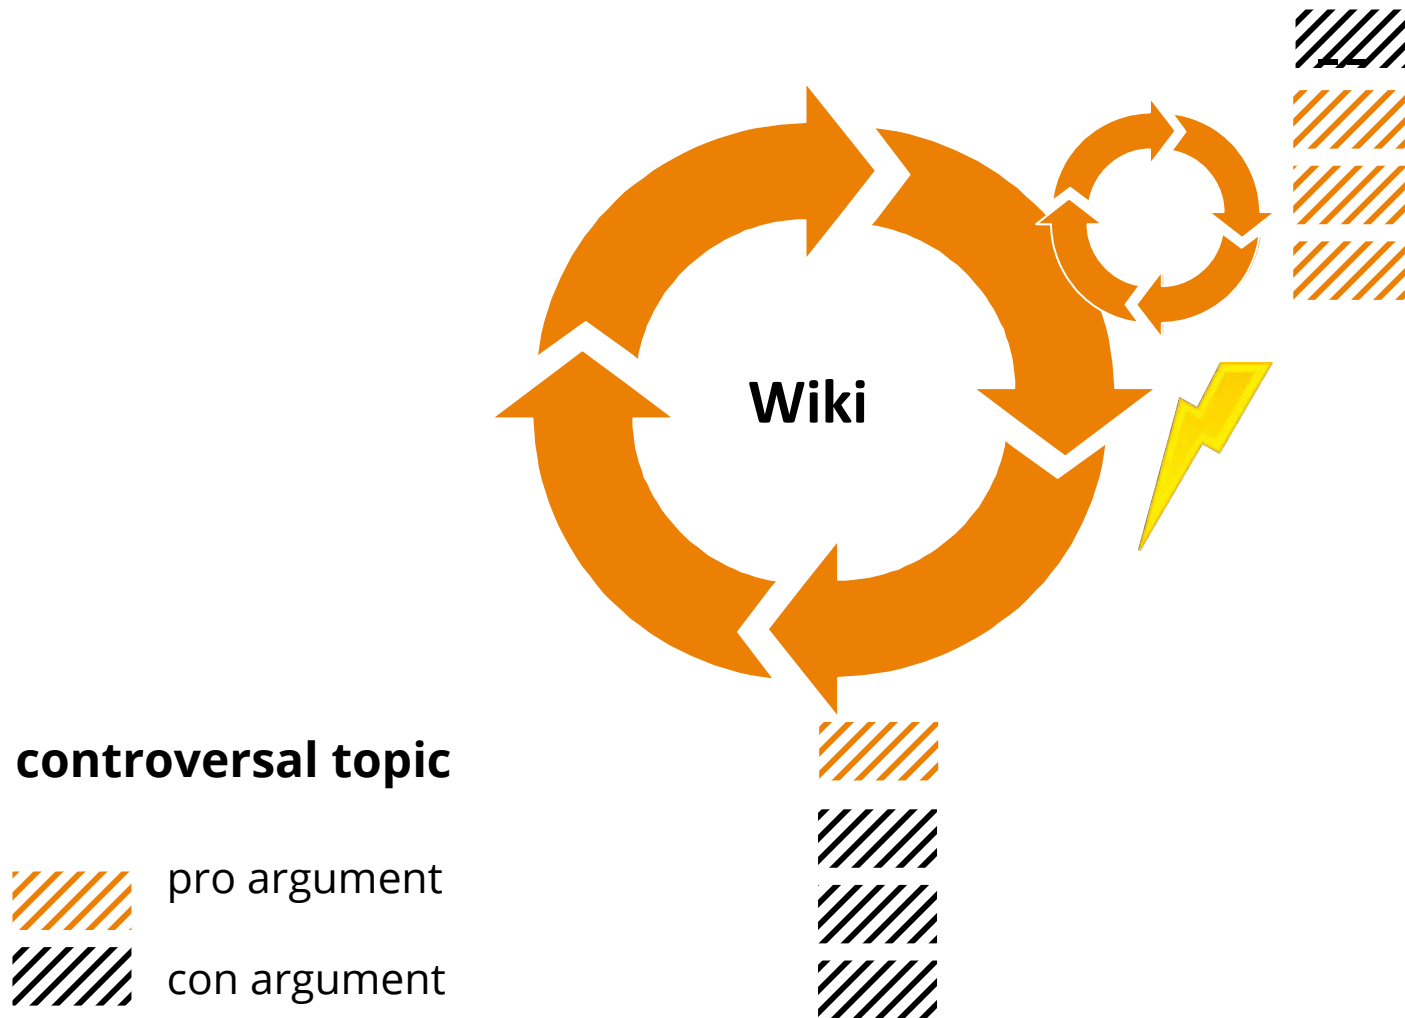 Wiki
controversal topic
pro argument
con argument